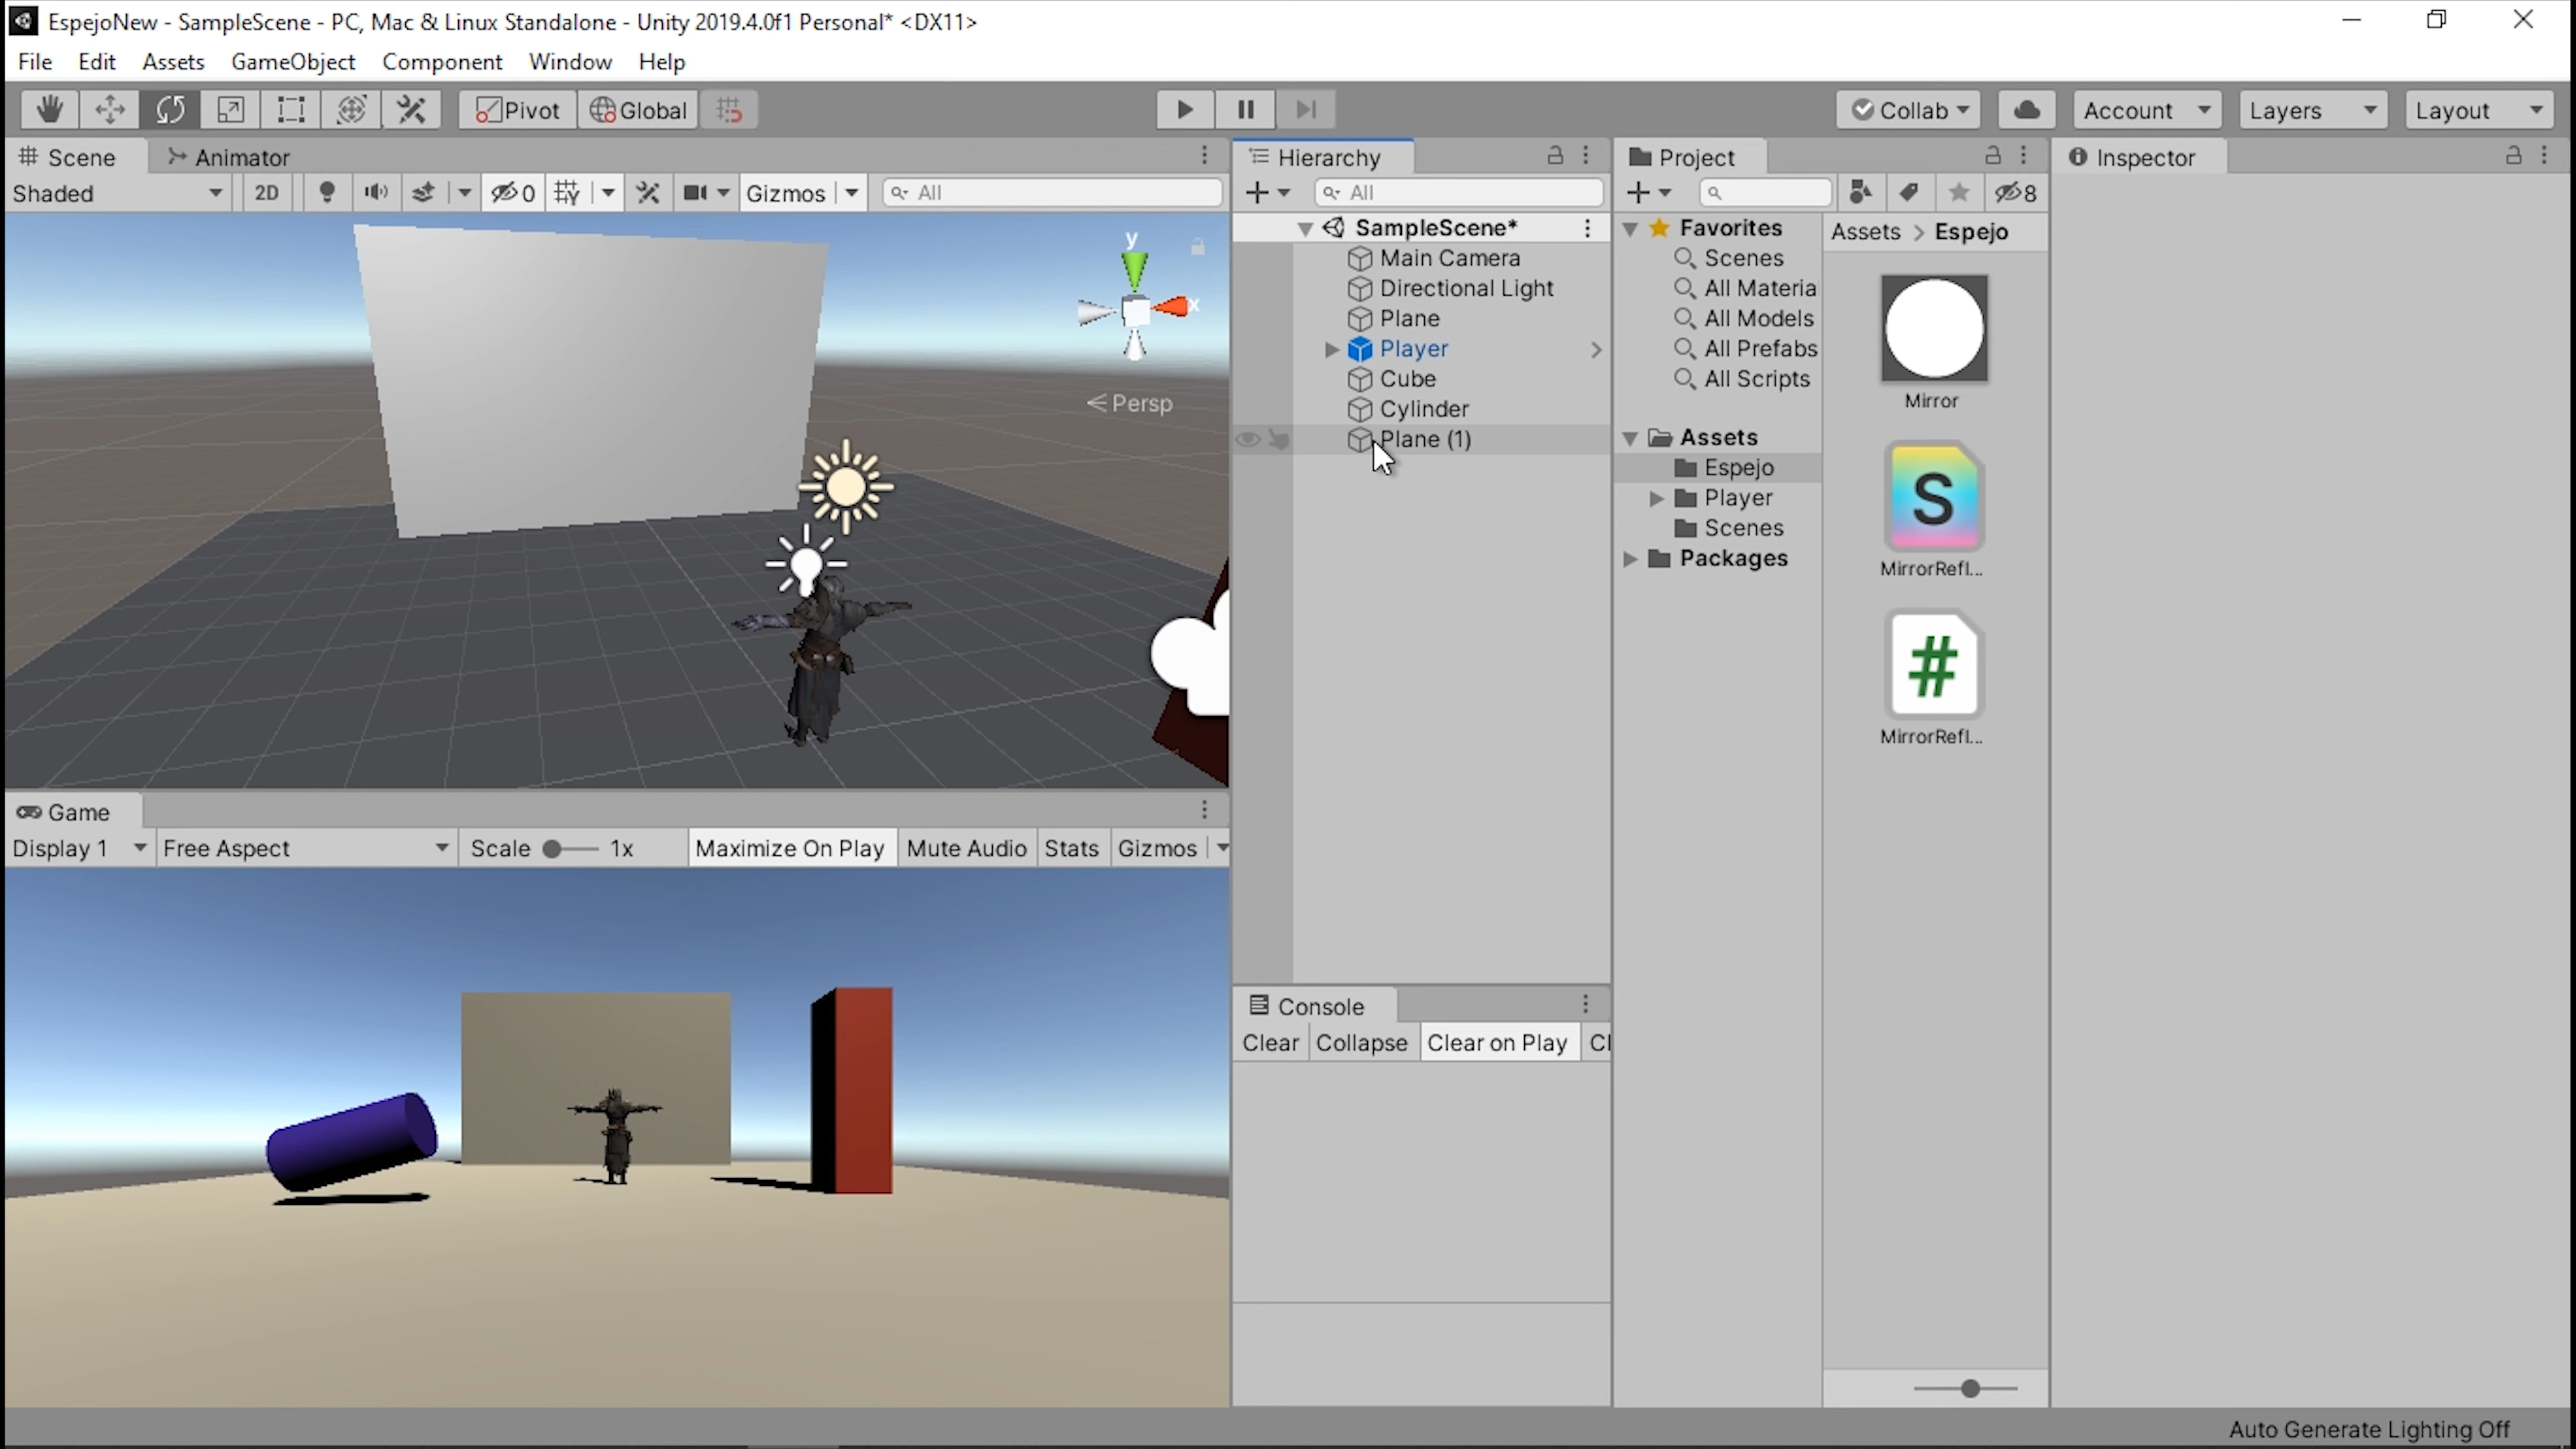 EspejoNew - SampleScene - PC, Mac & Linux Standalone - Unity 2019.4.0f1 Personal* <DX11>
File Edit Assets GameObject Component Window Help
Pivot Global Collab Account Layers Layout
Scene Animator
Shaded 2D 0 Gizmos All
y
x
Persp
Game
Display 1 Free Aspect Scale 1x Maximize On Play Mute Audio Stats Gizmos
Hierarchy
All
SampleScene*
Main Camera
Directional Light
Plane
Player
Cube
Cylinder
Plane (1)
Console
Clear Collapse Clear on Play Cl
Project
8
Favorites
Scenes
All Materia
All Models
All Prefabs
All Scripts
Assets
Espejo
Player
Scenes
Packages
Assets > Espejo
Mirror
S
MirrorRefl...
#
MirrorRefl...
Inspector
Auto Generate Lighting Off